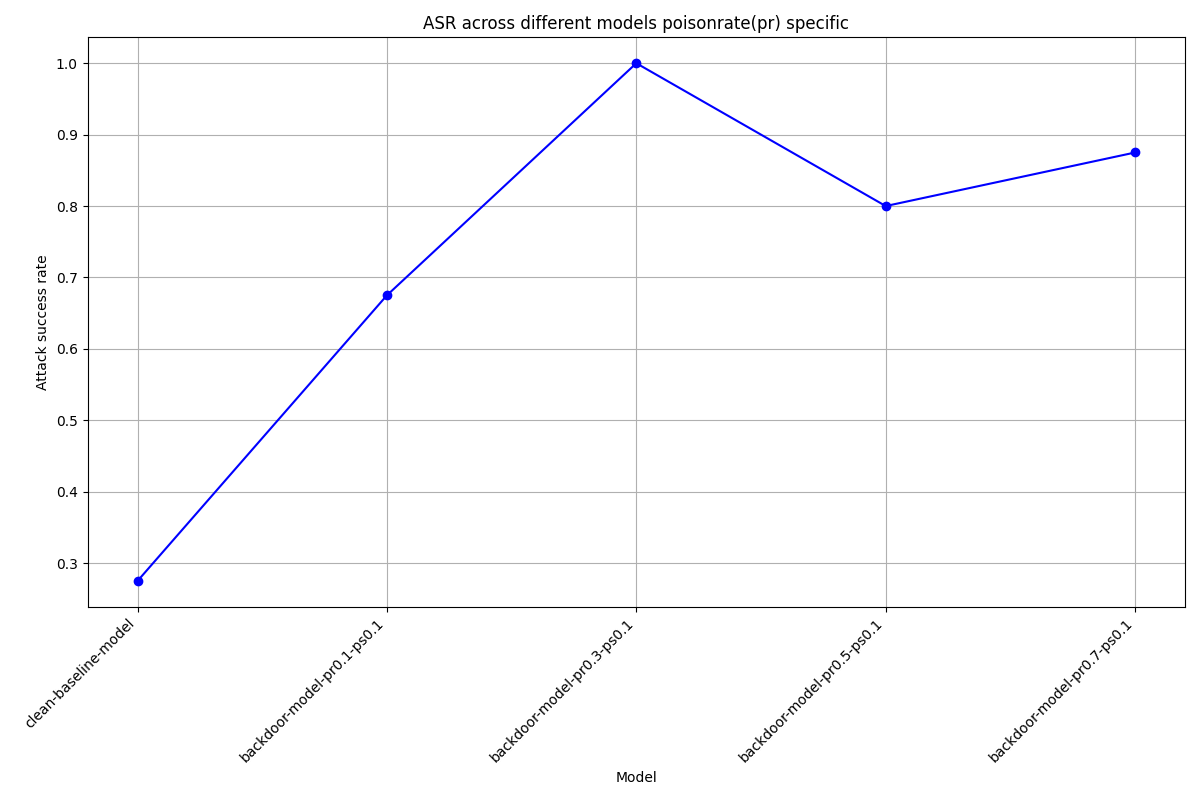 ASR across different models poisonrate(pr) specific
Attack success rate
1.0
0.9
0.8
0.7
0.6
0.5
0.4
0.3
clean-baseline-model
backdoor-model-pr0.1-ps0.1
backdoor-model-pr0.3-ps0.1
backdoor-model-pr0.5-ps0.1
backdoor-model-pr0.7-ps0.1
Model